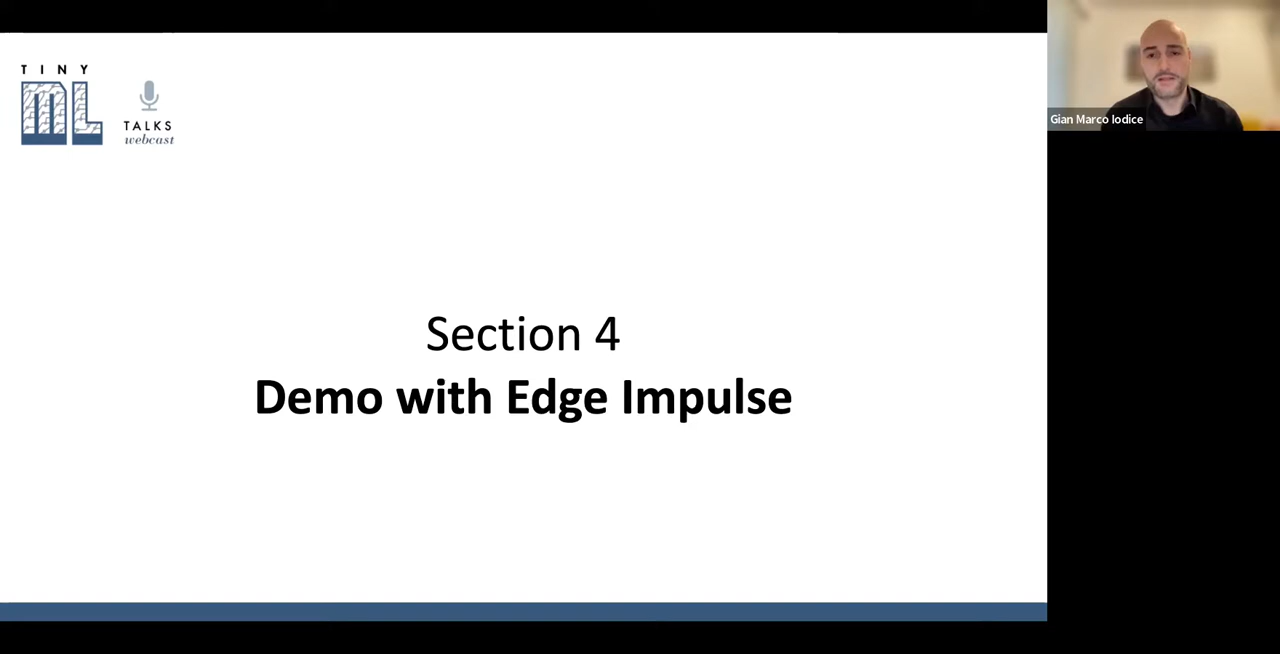 TINY
ML
TALKS
webcast
Gian Marco Iodice
Section 4
Demo with Edge Impulse